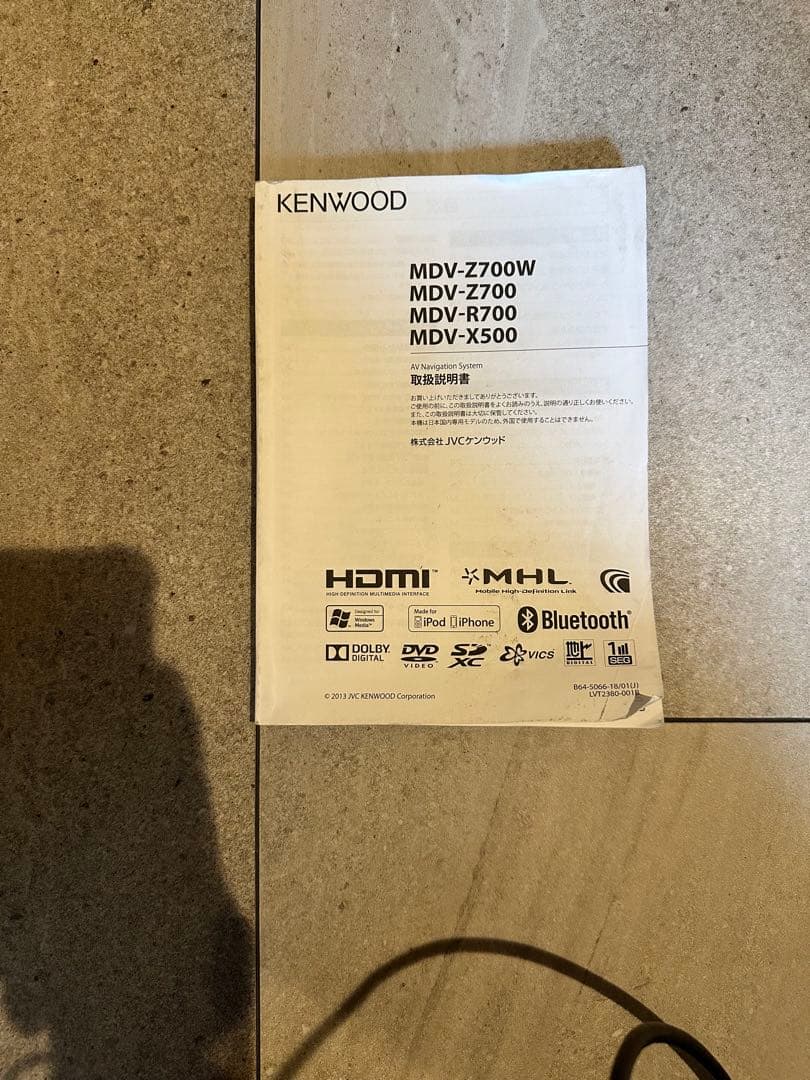 KENWOOD
MDV-Z700W
MDV-Z700
MDV-R700
MDV-X500
AV Navigation System
取扱説明書
お買い上げいただきましてありがとうございます。
ご使用の前に、この取扱説明書をよくお読みのうえ、説明の通り正しくお使いください。
また、この取扱説明書は大切に保管してください。
本機は日本国内専用モデルのため、外国で使用することはできません。
株式会社 JVCケンウッド
HDMI™
HIGH-DEFINITION MULTIMEDIA INTERFACE
MHL
Mobile High-Definition Link
Designed for
Windows
Media™
Made for
iPod iPhone
Bluetooth®
DOLBY
DIGITAL
DVD
VIDEO
SD
XC
VICS
DIGITAL
1
SEG
B64-5066-18/01(J)
LVT2380-001B
© 2013 JVC KENWOOD Corporation